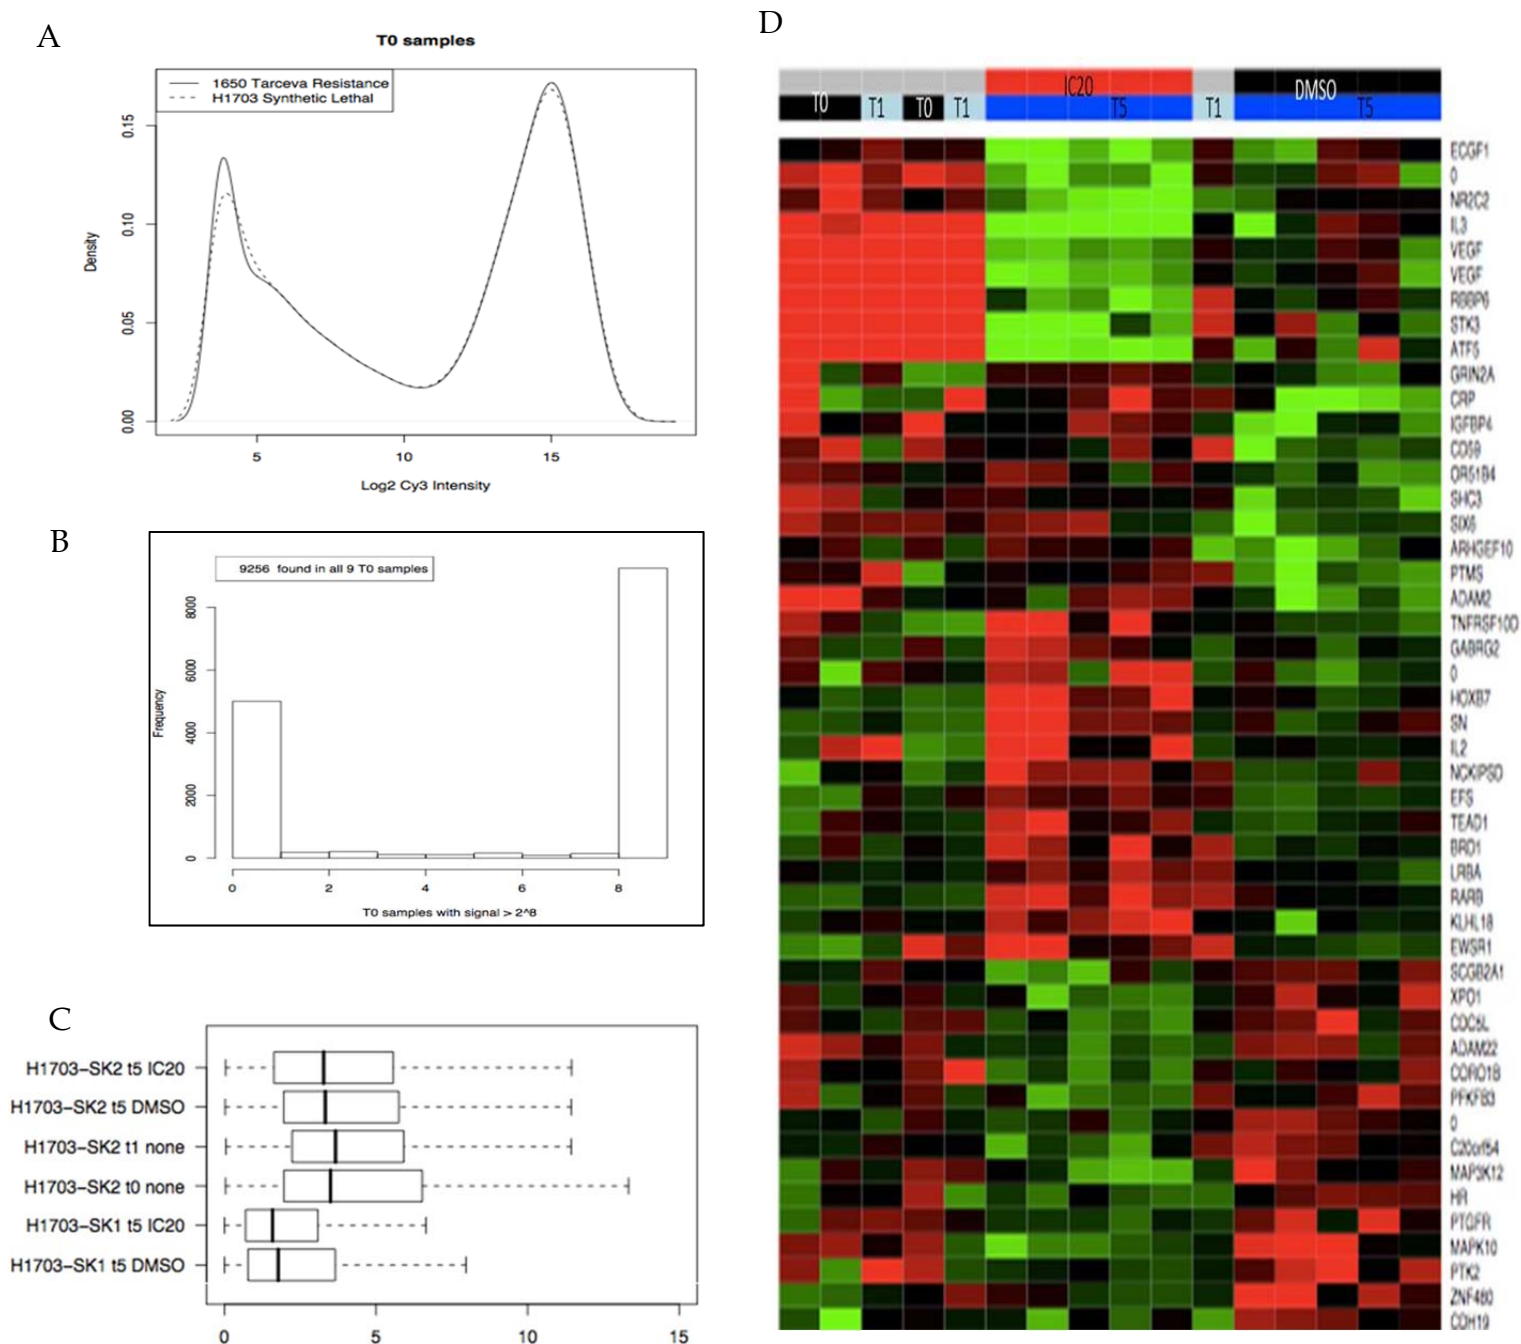 A
T0 samples
1650 Tarceva Resistance
H1703 Synthetic Lethal
Density
0.15
0.10
0.05
0.00
5
10
15
Log2 Cy3 Intensity
B
9256 found in all 9 T0 samples
Frequency
8000
6000
4000
2000
0
0
2
4
6
8
T0 samples with signal > 2^8
C
H1703-SK2 t5 IC20
H1703-SK2 t5 DMSO
H1703-SK2 t1 none
H1703-SK2 t0 none
H1703-SK1 t5 IC20
H1703-SK1 t5 DMSO
0
5
10
15
D
IC20
DMSO
T0
T1
T0
T1
T5
T1
T5
ECGF1
0
NR2C2
IL3
VEGF
VEGF
RBBP6
STK3
ATF5
GRIN2A
CRP
IGFBP4
CD59
OR51B4
SHC3
SIX6
ARHGEF10
PTMS
ADAM2
TNFRSF10D
GABRG2
0
HOXB7
SN
IL2
NCKIPSD
EFS
TEAD1
BRD1
LRBA
RARB
KLHL18
EWSR1
SCGB2A1
XPO1
CDC5L
ADAM22
CORO1B
PFKFB3
0
C20orf54
MAP3K12
HR
PTGFR
MAPK10
PTK2
ZNF480
CDH19